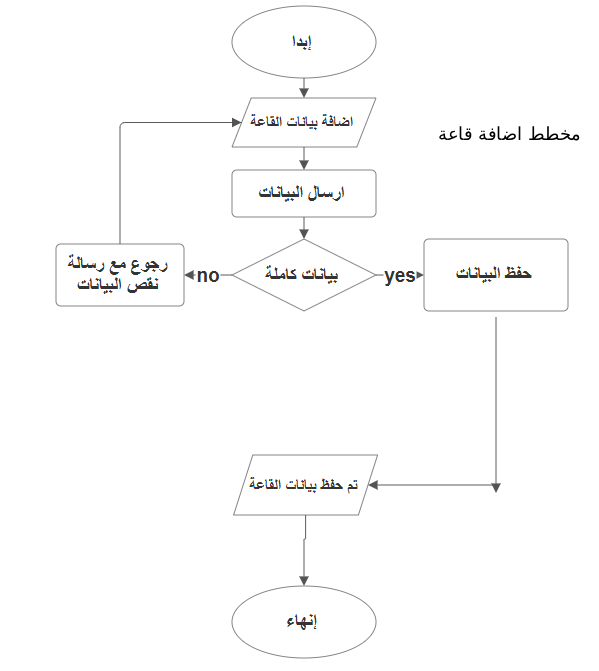 إبدا
اضافة بيانات القاعة
مخطط اضافة قاعة
ارسال البيانات
بيانات كاملة
yes
حفظ البيانات
no
رجوع مع رسالة
نقص البيانات
تم حفظ بيانات القاعة
إنهاء